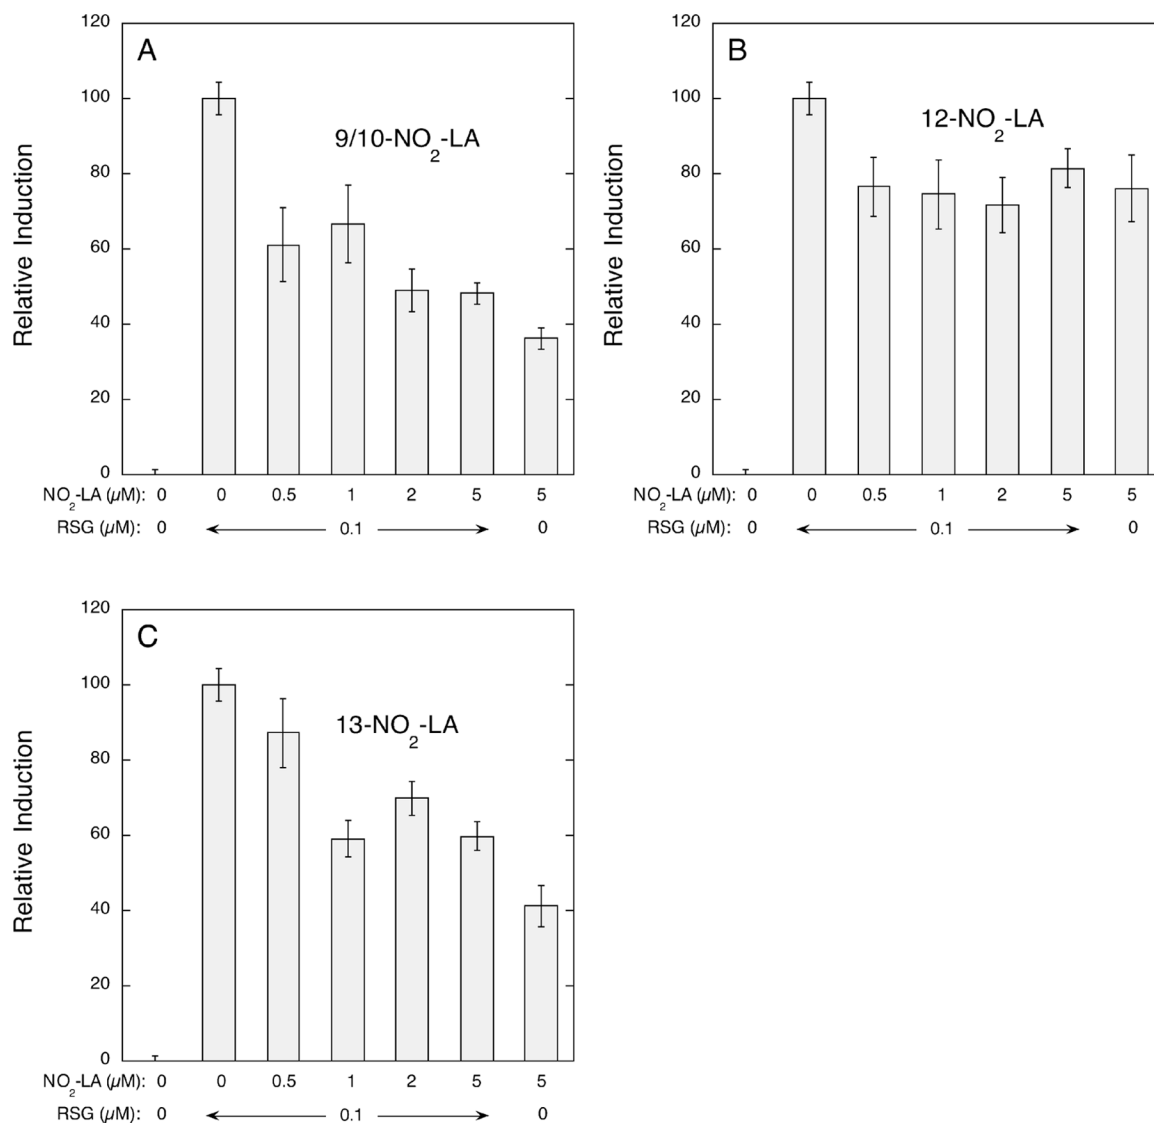 A
9/10-NO2-LA
Relative Induction
120
100
80
60
40
20
0
NO2-LA (µM): 0 0 0.5 1 2 5 5
RSG (µM): 0 0.1 0
B
12-NO2-LA
Relative Induction
120
100
80
60
40
20
0
NO2-LA (µM): 0 0 0.5 1 2 5 5
RSG (µM): 0 0.1 0
C
13-NO2-LA
Relative Induction
120
100
80
60
40
20
0
NO2-LA (µM): 0 0 0.5 1 2 5 5
RSG (µM): 0 0.1 0